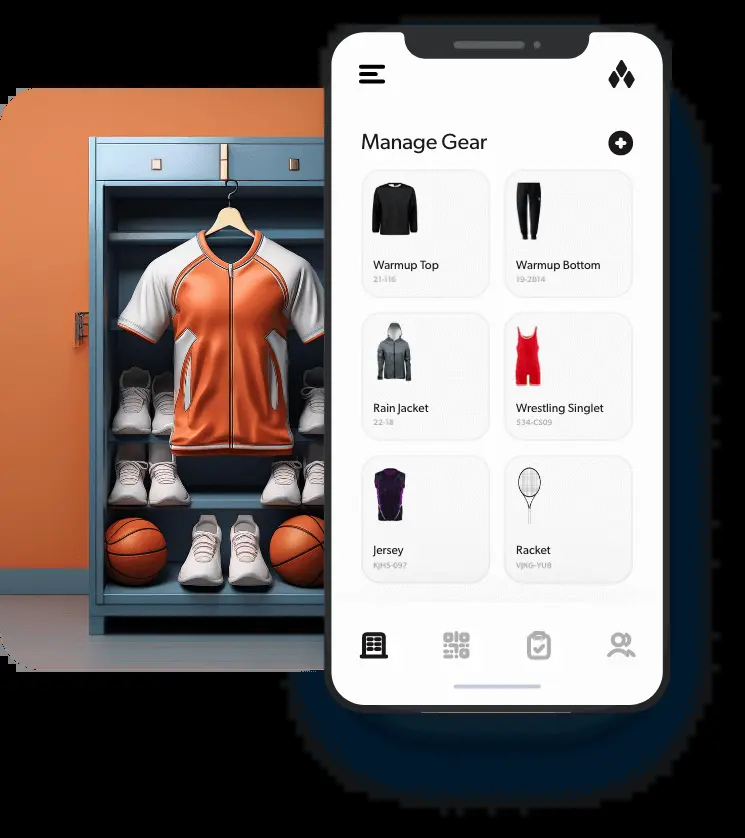 Manage Gear
Warmup Top
21-116
Warmup Bottom
19-2814
Rain Jacket
22-18
Wrestling Singlet
534-CS09
Jersey
KJHS-097
Racket
VJKG-YU8